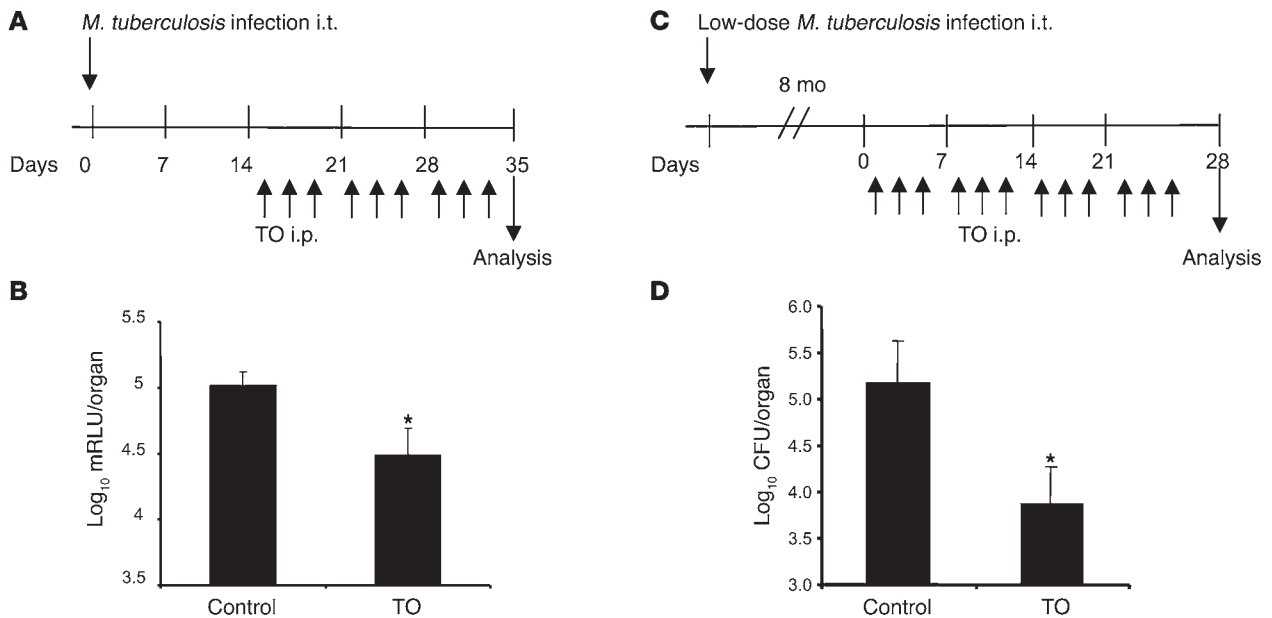 A
M. tuberculosis infection i.t.
Days 0 7 14 21 28 35
TO i.p.
Analysis
B
Log10 mRLU/organ
5.5
5
4.5
4
3.5
*
Control TO
C
Low-dose M. tuberculosis infection i.t.
8 mo
Days 0 7 14 21 28
TO i.p.
Analysis
D
Log10 CFU/organ
6.0
5.5
5.0
4.5
4.0
3.5
3.0
*
Control TO